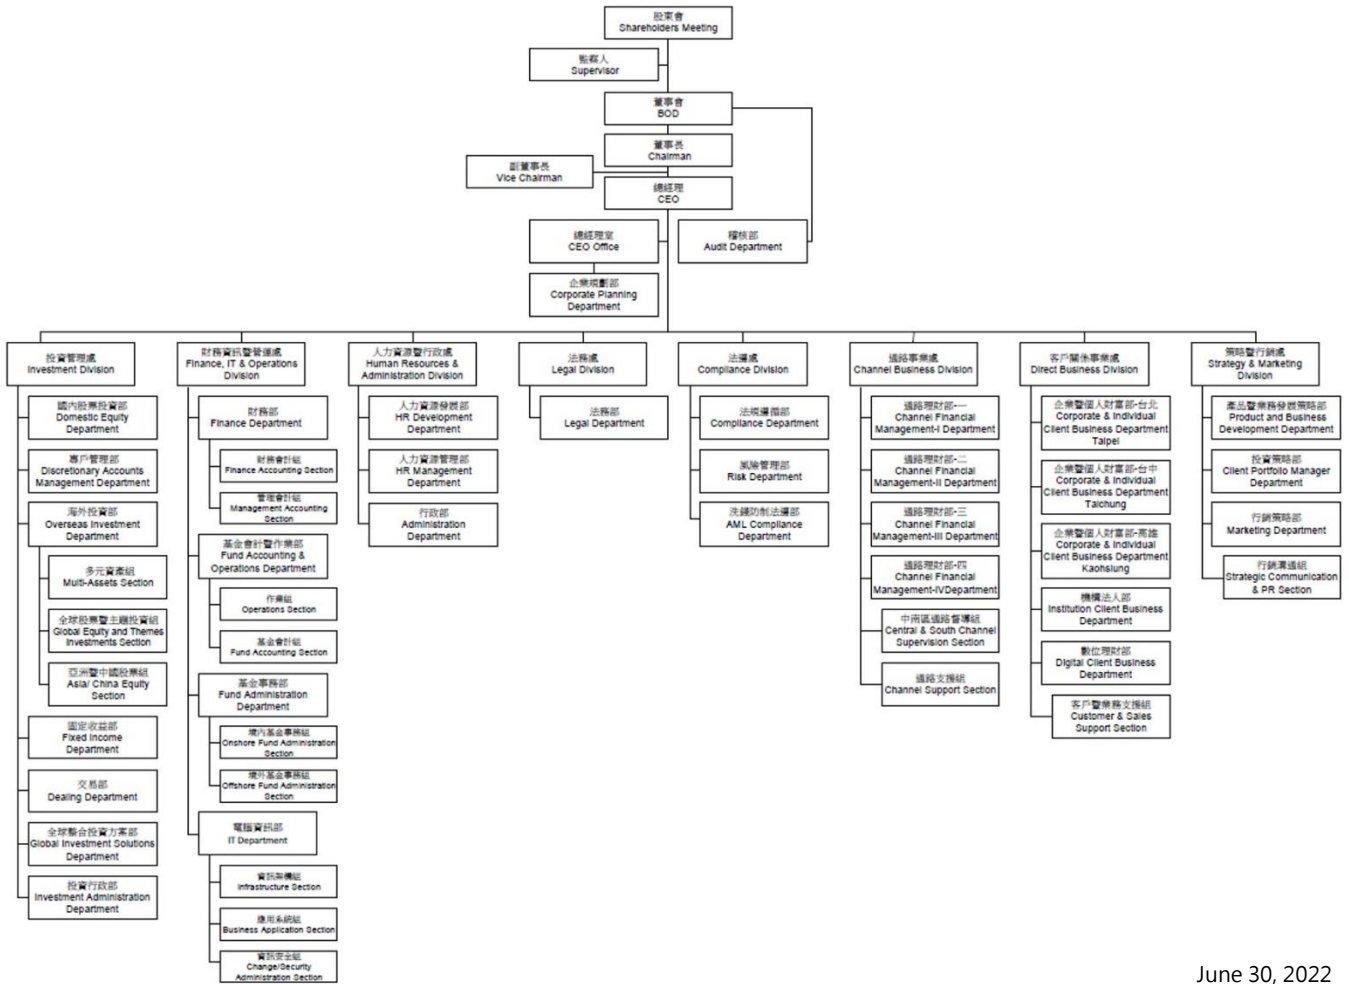 股東會
Shareholders Meeting
監察人
Supervisor
董事會
BOD
董事長
Chairman
副董事長
Vice Chairman
總經理
CEO
總經理室
CEO Office
稽核部
Audit Department
企業規劃部
Corporate Planning
Department
投資管理處
Investment Division
國內股票投資部
Domestic Equity
Department
專戶管理部
Discretionary Accounts
Management Department
海外投資部
Overseas Investment
Department
多元資產組
Multi-Assets Section
全球股票暨主題投資組
Global Equity and Themes
Investments Section
亞洲暨中國股票組
Asia/ China Equity
Section
固定收益部
Fixed Income
Department
交易部
Dealing Department
全球整合投資方案部
Global Investment Solutions
Department
投資行政部
Investment Administration
Department
財務資訊暨營運處
Finance, IT & Operations
Division
財務部
Finance Department
財務會計組
Finance Accounting Section
管理會計組
Management Accounting
Section
基金會計暨作業部
Fund Accounting &
Operations Department
作業組
Operations Section
基金會計組
Fund Accounting Section
基金事務部
Fund Administration
Department
境內基金事務組
Onshore Fund Administration
Section
境外基金事務組
Offshore Fund Administration
Section
電腦資訊部
IT Department
資訊架構組
Infrastructure Section
應用系統組
Business Application Section
資訊安全組
Change/Security
Administration Section
人力資源暨行政處
Human Resources &
Administration Division
人力資源發展部
HR Development
Department
人力資源管理部
HR Management
Department
行政部
Administration
Department
法務處
Legal Division
法務部
Legal Department
法遵處
Compliance Division
法規遵循部
Compliance Department
風險管理部
Risk Department
洗錢防制法遵部
AML Compliance
Department
通路事業處
Channel Business Division
通路理財部-一
Channel Financial
Management-I Department
通路理財部-二
Channel Financial
Management-II Department
通路理財部-三
Channel Financial
Management-III Department
通路理財部-四
Channel Financial
Management-IVDepartment
中南區通路督導組
Central & South Channel
Supervision Section
通路支援組
Channel Support Section
客戶關係事業處
Direct Business Division
企業暨個人財富部-台北
Corporate & Individual
Client Business Department
Taipei
企業暨個人財富部-台中
Corporate & Individual
Client Business Department
Taichung
企業暨個人財富部-高雄
Corporate & Individual
Client Business Department
Kaohsiung
機構法人部
Institution Client Business
Department
數位理財部
Digital Client Business
Department
客戶暨業務支援組
Customer & Sales
Support Section
策略暨行銷處
Strategy & Marketing
Division
產品暨業務發展策略部
Product and Business
Development Department
投資策略部
Client Portfolio Manager
Department
行銷策略部
Marketing Department
行銷溝通組
Strategic Communication
& PR Section
June 30, 2022